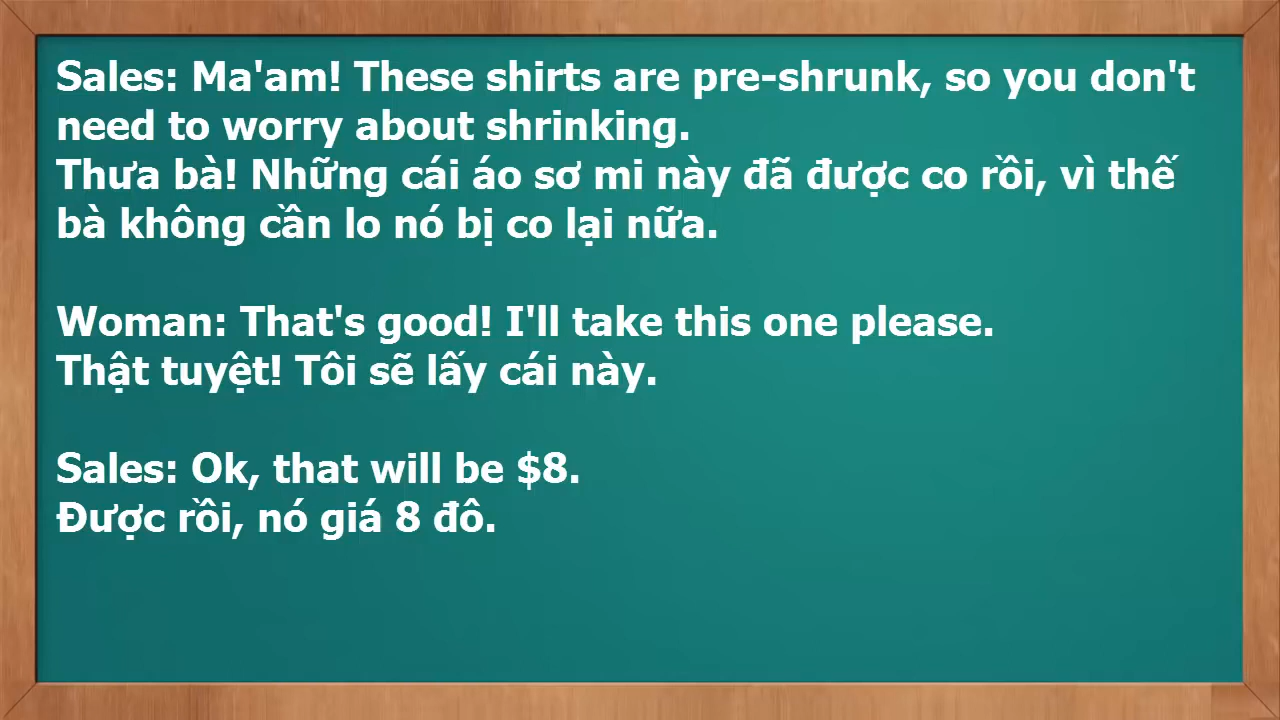 Sales: Ma'am! These shirts are pre-shrunk, so you don't
need to worry about shrinking.
Thưa bà! Những cái áo sơ mi này đã được co rồi, vì thế
bà không cần lo nó bị co lại nữa.
Woman: That's good! I'll take this one please.
Thật tuyệt! Tôi sẽ lấy cái này.
Sales: Ok, that will be $8.
Được rồi, nó giá 8 đô.